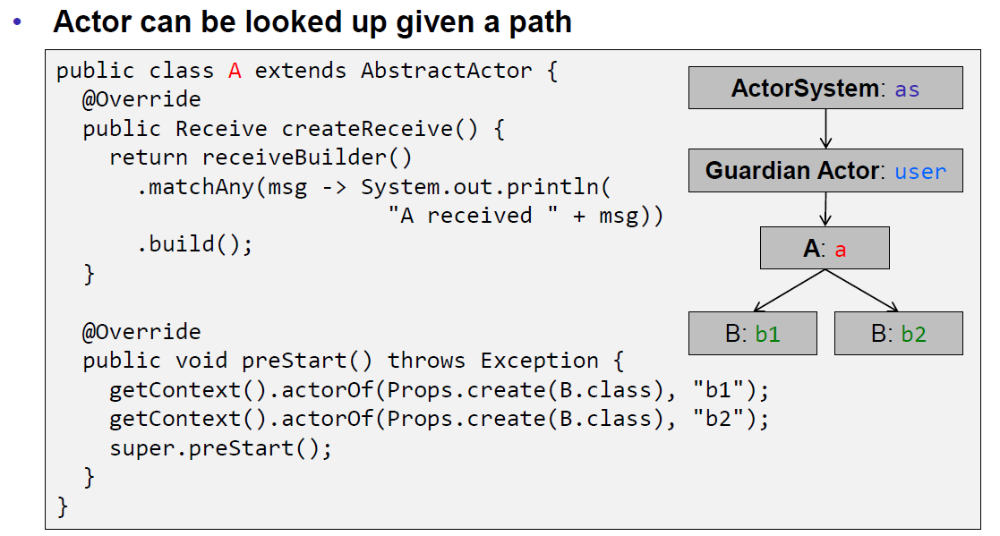 • Actor can be looked up given a path
public class A extends AbstractActor {
  @Override
  public Receive createReceive() {
    return receiveBuilder()
      .matchAny(msg -> System.out.println(
                         "A received " + msg))
      .build();
  }

  @Override
  public void preStart() throws Exception {
    getContext().actorOf(Props.create(B.class), "b1");
    getContext().actorOf(Props.create(B.class), "b2");
    super.preStart();
  }
}
ActorSystem: as
Guardian Actor: user
A: a
B: b1
B: b2